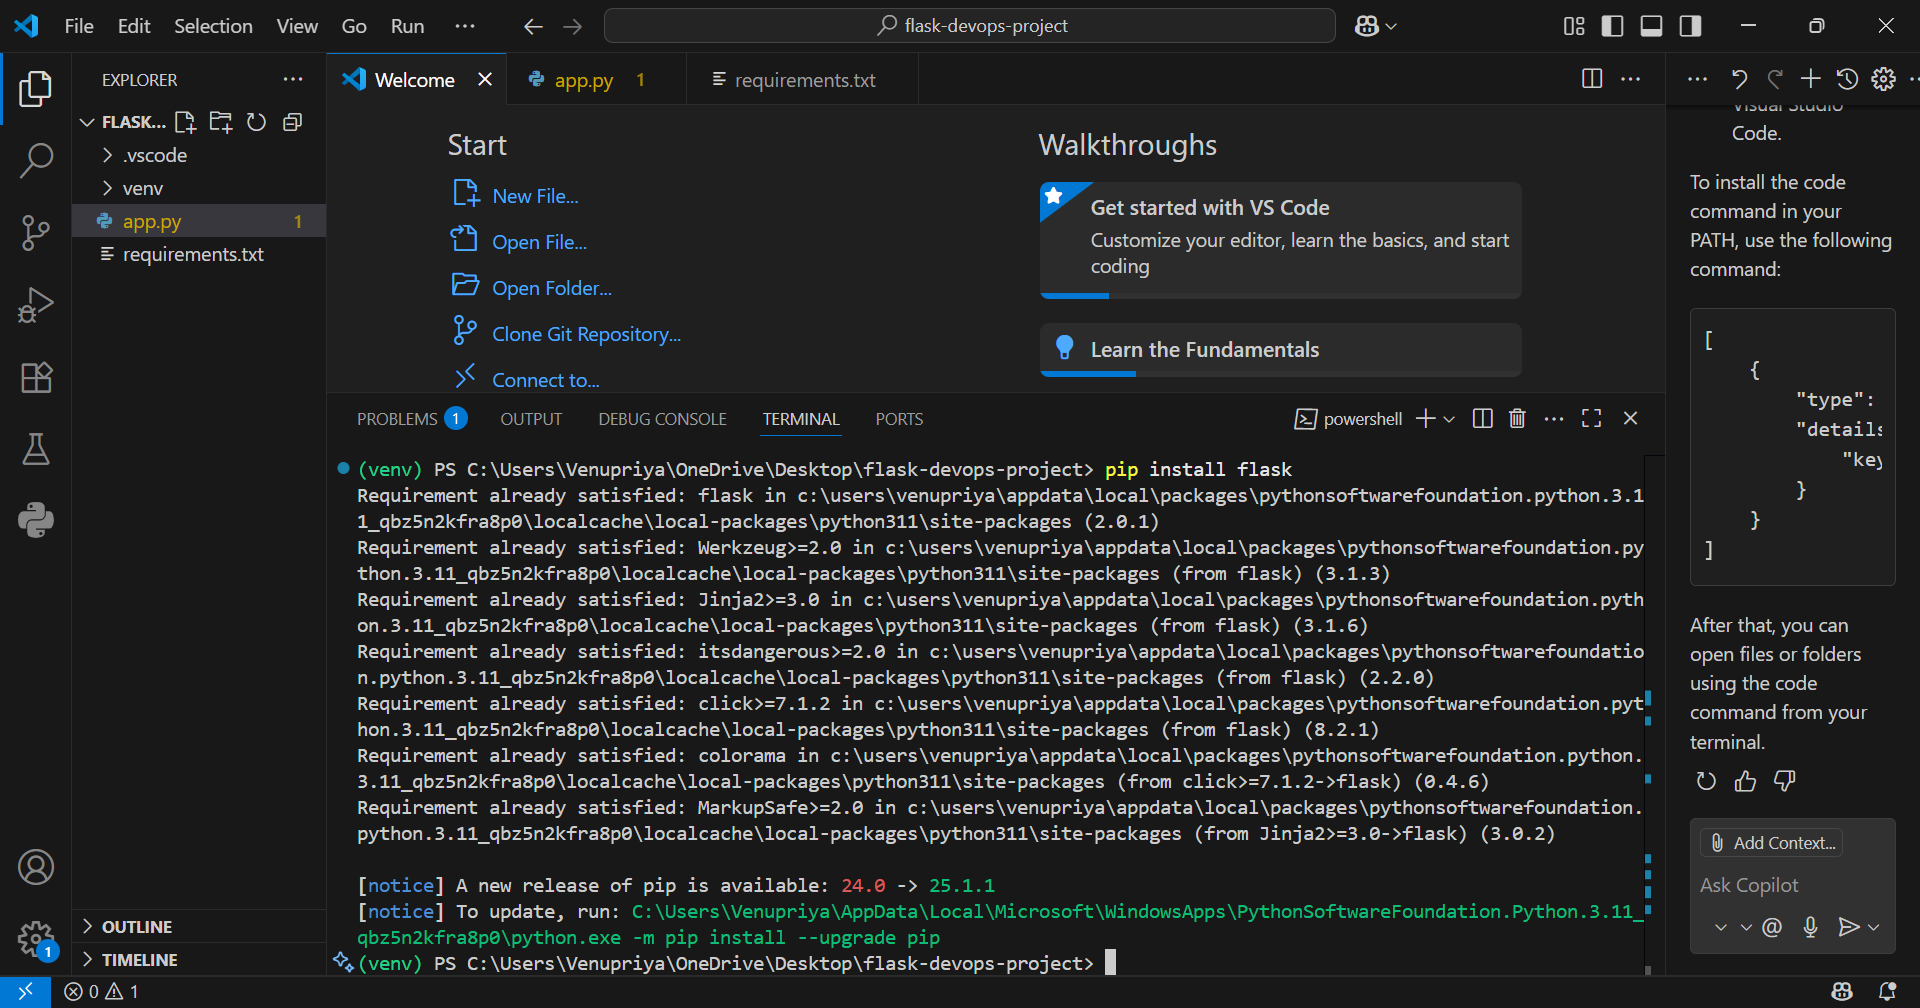 File Edit Selection View Go Run ···
flask-devops-project
EXPLORER
FLASK...
.vscode
venv
app.py 1
requirements.txt
OUTLINE
TIMELINE
Welcome
app.py 1
requirements.txt
Start
New File...
Open File...
Open Folder...
Clone Git Repository...
Connect to...
Walkthroughs
Get started with VS Code
Customize your editor, learn the basics, and start
coding
Learn the Fundamentals
PROBLEMS 1 OUTPUT DEBUG CONSOLE TERMINAL PORTS
powershell
(venv) PS C:\Users\Venupriya\OneDrive\Desktop\flask-devops-project> pip install flask
Requirement already satisfied: flask in c:\users\venupriya\appdata\local\packages\pythonsoftwarefoundation.python.3.1
1_qbz5n2kfra8p0\localcache\local-packages\python311\site-packages (2.0.1)
Requirement already satisfied: Werkzeug>=2.0 in c:\users\venupriya\appdata\local\packages\pythonsoftwarefoundation.py
thon.3.11_qbz5n2kfra8p0\localcache\local-packages\python311\site-packages (from flask) (3.1.3)
Requirement already satisfied: Jinja2>=3.0 in c:\users\venupriya\appdata\local\packages\pythonsoftwarefoundation.pyth
on.3.11_qbz5n2kfra8p0\localcache\local-packages\python311\site-packages (from flask) (3.1.6)
Requirement already satisfied: itsdangerous>=2.0 in c:\users\venupriya\appdata\local\packages\pythonsoftwarefoundatio
n.python.3.11_qbz5n2kfra8p0\localcache\local-packages\python311\site-packages (from flask) (2.2.0)
Requirement already satisfied: click>=7.1.2 in c:\users\venupriya\appdata\local\packages\pythonsoftwarefoundation.pyt
hon.3.11_qbz5n2kfra8p0\localcache\local-packages\python311\site-packages (from flask) (8.2.1)
Requirement already satisfied: colorama in c:\users\venupriya\appdata\local\packages\pythonsoftwarefoundation.python.
3.11_qbz5n2kfra8p0\localcache\local-packages\python311\site-packages (from click>=7.1.2->flask) (0.4.6)
Requirement already satisfied: MarkupSafe>=2.0 in c:\users\venupriya\appdata\local\packages\pythonsoftwarefoundation.
python.3.11_qbz5n2kfra8p0\localcache\local-packages\python311\site-packages (from Jinja2>=3.0->flask) (3.0.2)
[notice] A new release of pip is available: 24.0 -> 25.1.1
[notice] To update, run: C:\Users\Venupriya\AppData\Local\Microsoft\WindowsApps\PythonSoftwareFoundation.Python.3.11_
qbz5n2kfra8p0\python.exe -m pip install --upgrade pip
(venv) PS C:\Users\Venupriya\OneDrive\Desktop\flask-devops-project>
Visual Studio
Code.
To install the code
command in your
PATH, use the following
command:
[
{
"type":
"details
"key
}
}
]
After that, you can
open files or folders
using the code
command from your
terminal.
Add Context...
Ask Copilot
1
0 1